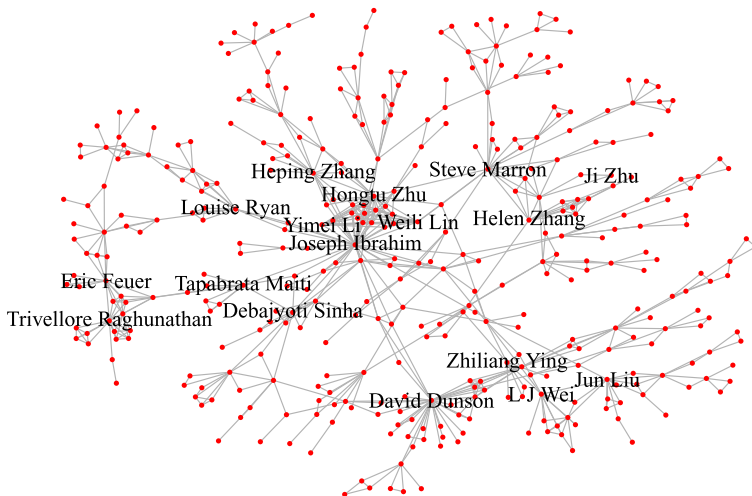 Heping Zhang
Steve Marron
Ji Zhu
Hongtu Zhu
Louise Ryan
Yimei Li
Weili Lin
Helen Zhang
Joseph Ibrahim
Eric Feuer
Tapabrata Maiti
Trivellore Raghunathan
Debajyoti Sinha
Zhiliang Ying
Jun Liu
David Dunson
L J Wei